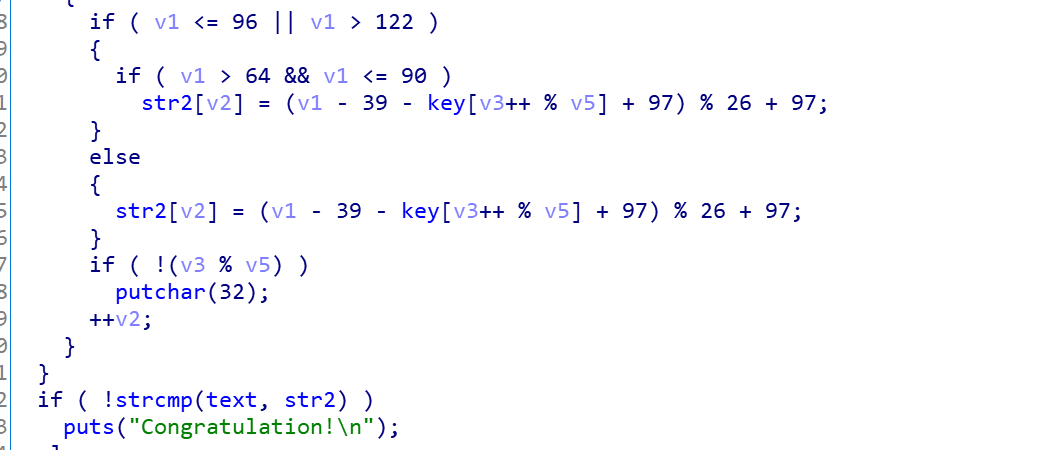 {
8 if ( v1 <= 96 || v1 > 122 )
9 {
0 if ( v1 > 64 && v1 <= 90 )
1 str2[v2] = (v1 - 39 - key[v3++ % v5] + 97) % 26 + 97;
2 }
3 else
4 {
5 str2[v2] = (v1 - 39 - key[v3++ % v5] + 97) % 26 + 97;
6 }
7 if ( !(v3 % v5) )
8 putchar(32);
9 ++v2;
0 }
1 }
2 if ( !strcmp(text, str2) )
3 puts("Congratulation!\n");